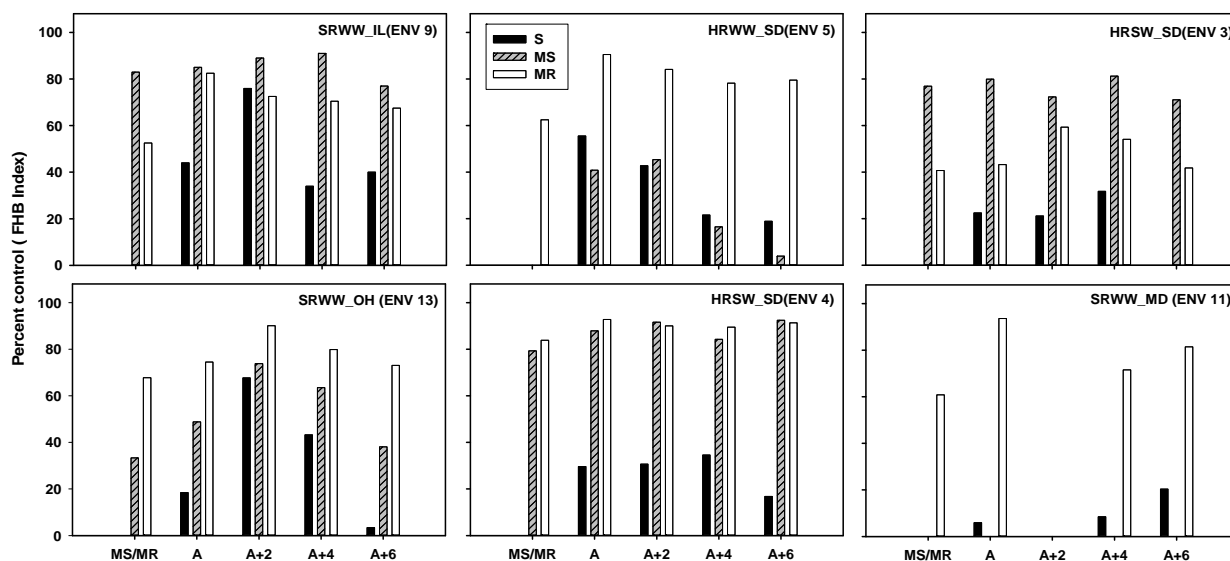 SRWW_IL(ENV 9)
HRWW_SD(ENV 5)
HRSW_SD(ENV 3)
S
MS
MR
100
80
60
40
20
0
Percent control ( FHB Index)
SRWW_OH (ENV 13)
HRSW_SD(ENV 4)
SRWW_MD (ENV 11)
100
80
60
40
20
0
MS/MR A A+2 A+4 A+6
MS/MR A A+2 A+4 A+6
MS/MR A A+2 A+4 A+6